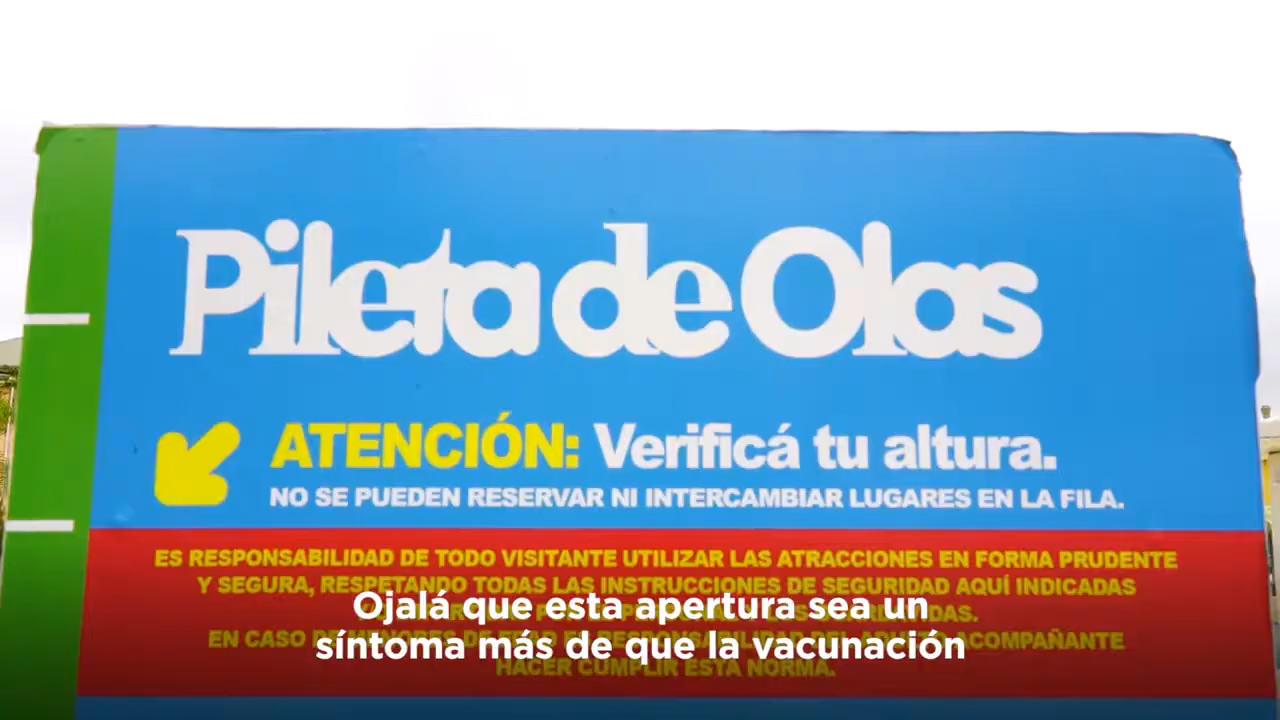 Pileta de Olas
ATENCIÓN: Verificá tu altura.
NO SE PUEDEN RESERVAR NI INTERCAMBIAR LUGARES EN LA FILA.
ES RESPONSABILIDAD DE TODO VISITANTE UTILIZAR LAS ATRACCIONES EN FORMA PRUDENTE
Y SEGURA, RESPETANDO TODAS LAS INSTRUCCIONES DE SEGURIDAD AQUÍ INDICADAS
Ojalá que esta apertura sea un
EN CASO ACOMPAÑANTE
síntoma más de que la vacunación
HACER CUMPLIR ESTA NORMA.